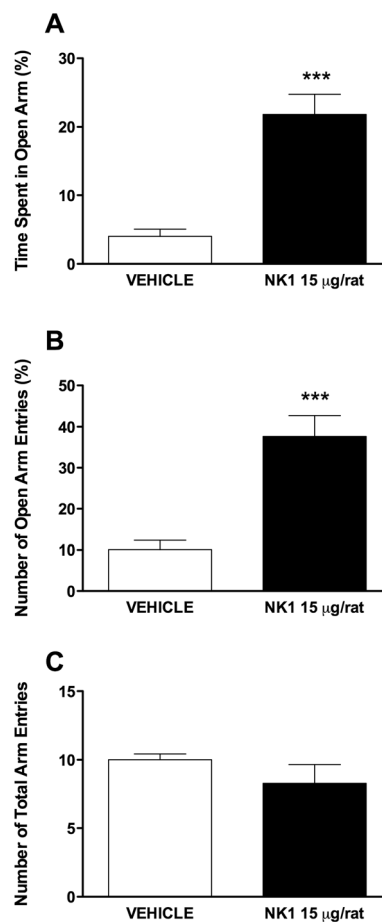 A
Time Spent in Open Arm (%)
30
20
10
0
***
VEHICLE
NK1 15 μg/rat
B
Number of Open Arm Entries (%)
50
40
30
20
10
0
***
VEHICLE
NK1 15 μg/rat
C
Number of Total Arm Entries
15
10
5
0
VEHICLE
NK1 15 μg/rat